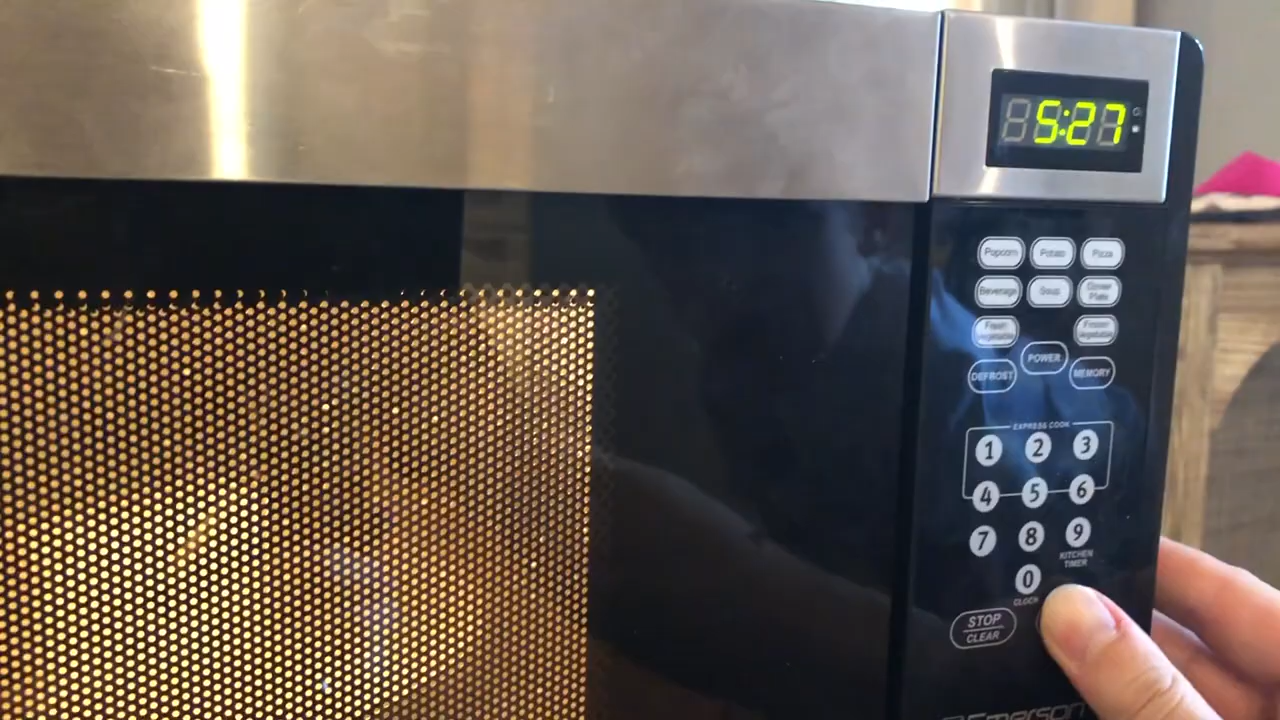 5:27
Popcorn Potato Pizza
Beverage Soup Dinner Plate
Fresh Vegetable Frozen Vegetable
POWER
DEFROST MEMORY
EXPRESS COOK
1 2 3
4 5 6
7 8 9
KITCHEN
TIMER
0
CLOCK
STOP
CLEAR
Emerson